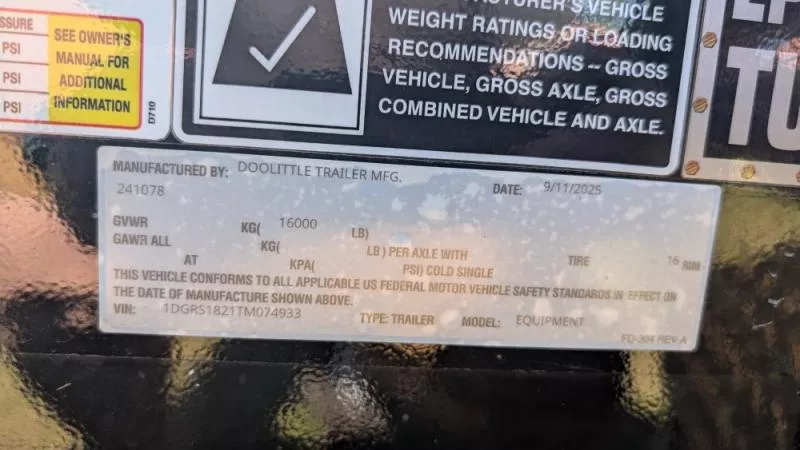 SSURE
PSI
PSI
PSI
SEE OWNER'S
MANUAL FOR
ADDITIONAL
INFORMATION
D710
VEHICLE
WEIGHT RATINGS OR LOADING
RECOMMENDATIONS -- GROSS
VEHICLE, GROSS AXLE, GROSS
COMBINED VEHICLE AND AXLE.
TU
MANUFACTURED BY: DOOLITTLE TRAILER MFG. DATE: 9/11/2025
241078
GVWR KG( 16000 LB)
GAWR ALL KG( LB) PER AXLE WITH TIRE 16 RIM
AT KPA( PSI) COLD SINGLE
THIS VEHICLE CONFORMS TO ALL APPLICABLE US FEDERAL MOTOR VEHICLE SAFETY STANDARDS IN EFFECT ON
THE DATE OF MANUFACTURE SHOWN ABOVE.
VIN: 1DGRS1821TM074933 TYPE: TRAILER MODEL: EQUIPMENT
FD-204 REV A